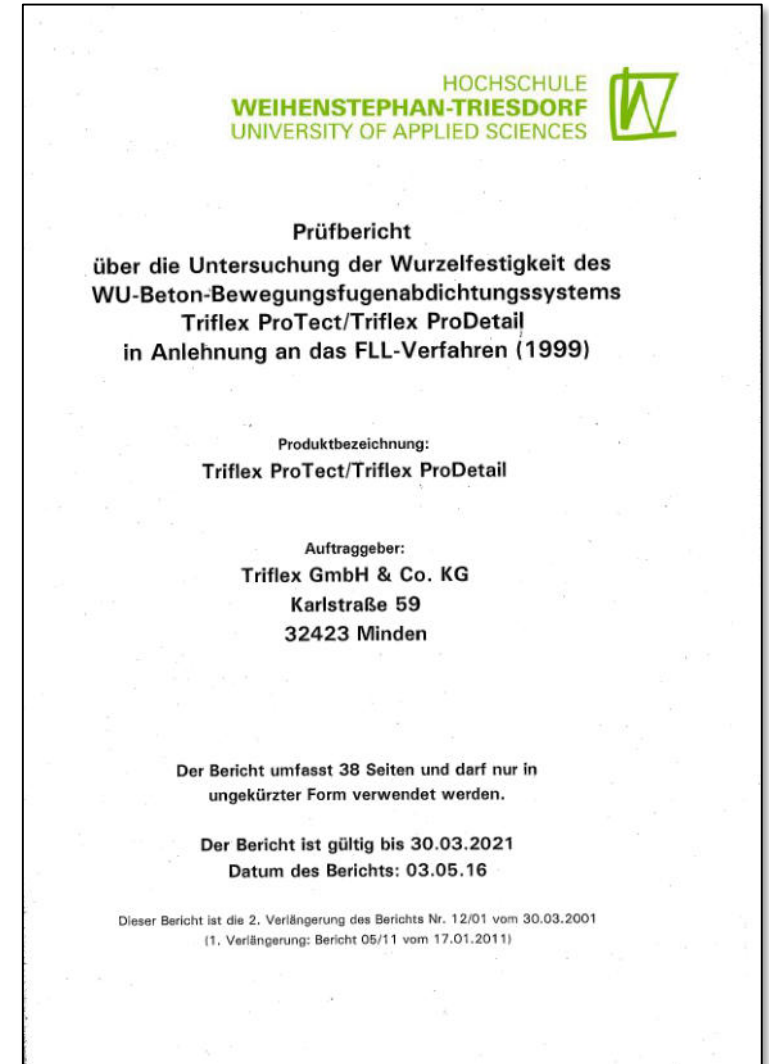 HOCHSCHULE
WEIHENSTEPHAN-TRIESDORF
UNIVERSITY OF APPLIED SCIENCES
Prüfbericht
über die Untersuchung der Wurzelfestigkeit des
WU-Beton-Bewegungsfugenabdichtungssystems
Triflex ProTect/Triflex ProDetail
in Anlehnung an das FLL-Verfahren (1999)
Produktbezeichnung:
Triflex ProTect/Triflex ProDetail
Auftraggeber:
Triflex GmbH & Co. KG
Karlstraße 59
32423 Minden
Der Bericht umfasst 38 Seiten und darf nur in
ungekürzter Form verwendet werden.
Der Bericht ist gültig bis 30.03.2021
Datum des Berichts: 03.05.16
Dieser Bericht ist die 2. Verlängerung des Berichts Nr. 12/01 vom 30.03.2001
(1. Verlängerung: Bericht 05/11 vom 17.01.2011)